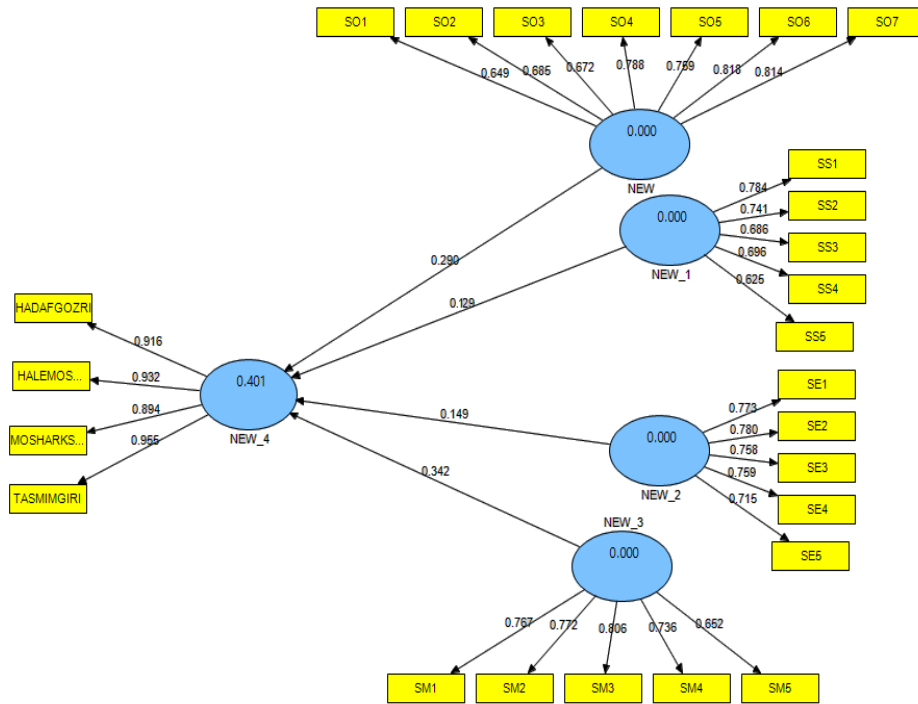 SO1 SO2 SO3 SO4 SO5 SO6 SO7
0.649 0.685 0.672 0.788 0.759 0.818 0.814
0.000
NEW
SS1
0.784
SS2
0.741
0.000
SS3
0.686
NEW_1
0.696
SS4
0.625
SS5
0.290
0.129
HADAFGOZRI
0.916
HALEMOS...
0.932
0.401
0.894
MOSHARKS...
NEW_4
0.955
TASMIMGIRI
SE1
0.773
0.149
SE2
0.780
0.000
SE3
0.758
NEW_2
0.759
SE4
0.715
SE5
0.342
NEW_3
0.000
0.767 0.772 0.806 0.736 0.652
SM1 SM2 SM3 SM4 SM5